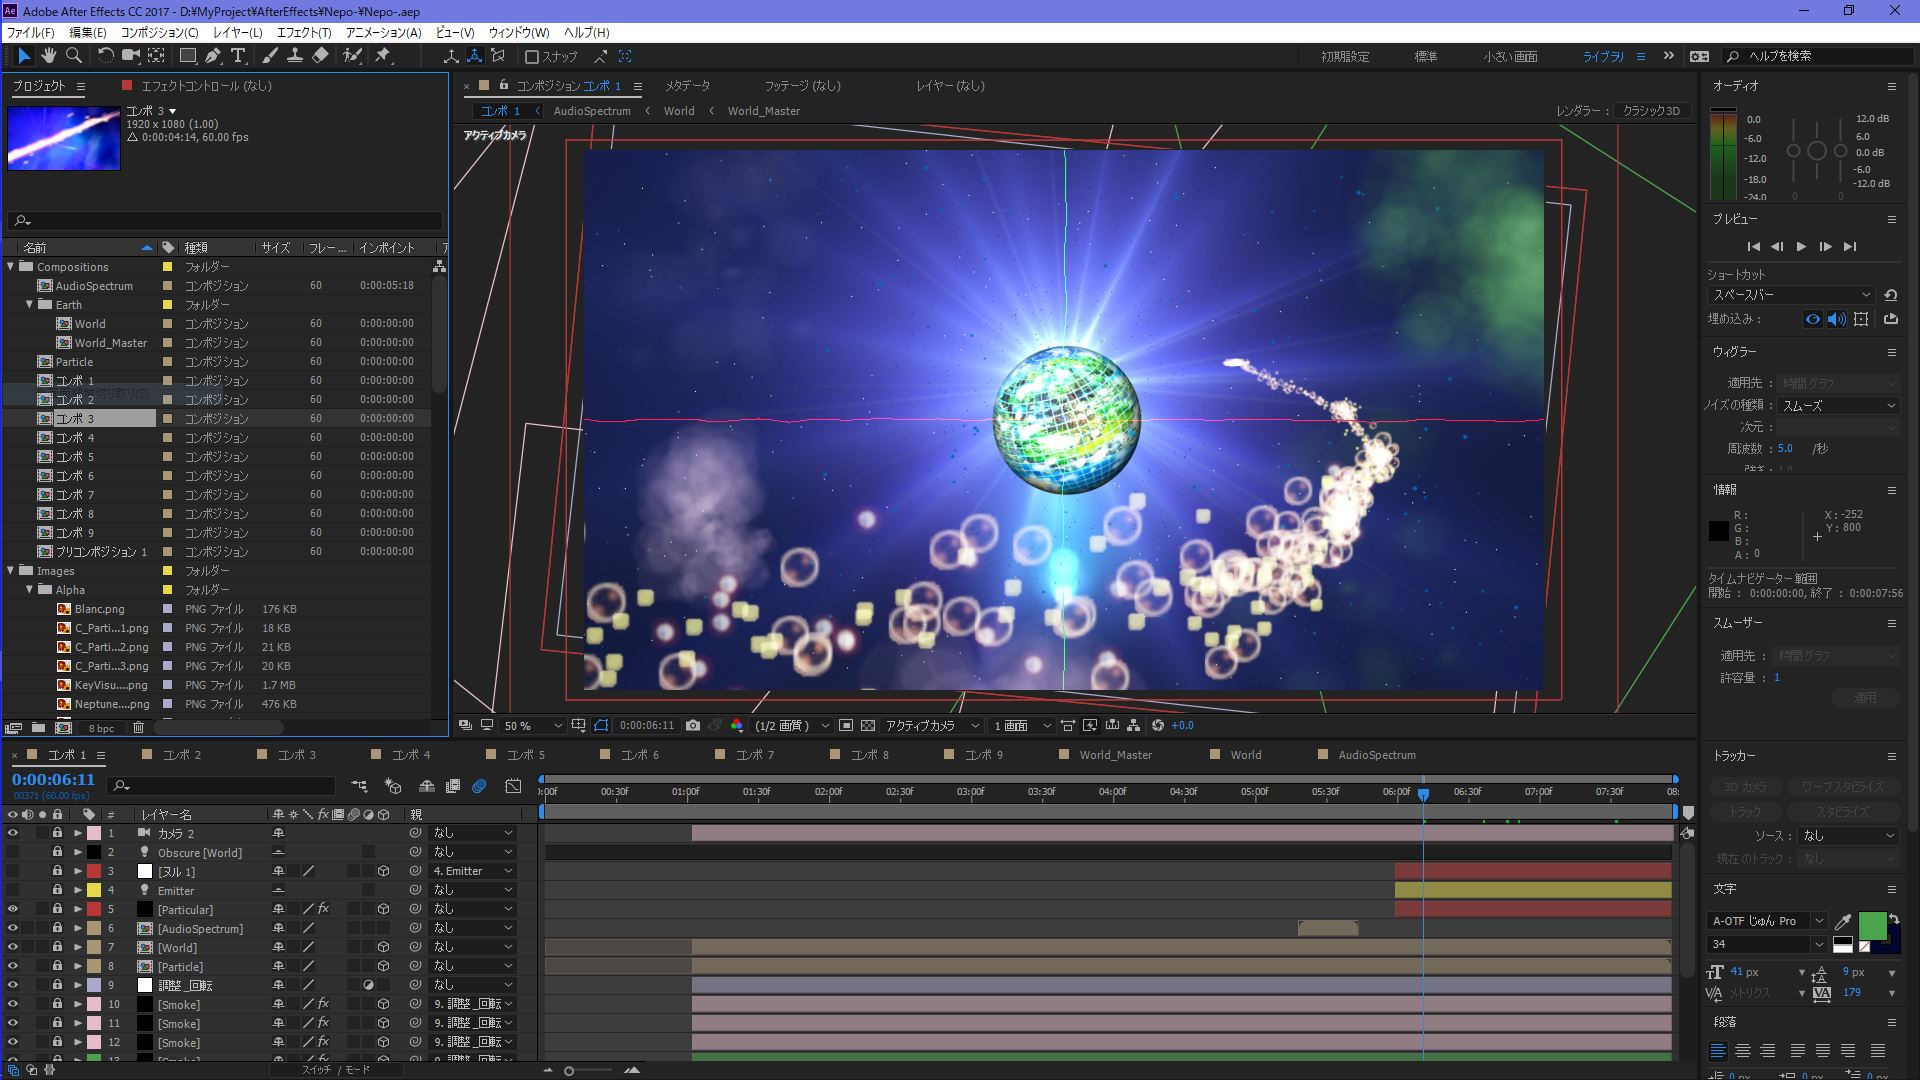 Adobe After Effects CC 2017 - D:¥MyProject¥AfterEffects¥Nepo-¥Nepo-.aep
ファイル(F) 編集(E) コンポジション(C) レイヤー(L) エフェクト(T) アニメーション(A) ビュー(V) ウィンドウ(W) ヘルプ(H)
スナップ 初期設定 標準 小さい画面 ライブラリ ヘルプを検索
プロジェクト エフェクトコントロール (なし)
コンポ 3
1920 x 1080 (1.00)
Δ 0:00:04:14, 60.00 fps
名前 種類 サイズ フレー... インポイント
Compositions フォルダー
AudioSpectrum コンポジション 60 0:00:05:18
Earth フォルダー
World コンポジション 60 0:00:00:00
World_Master コンポジション 60 0:00:00:00
Particle コンポジション 60 0:00:00:00
コンポ 1 コンポジション 60 0:00:00:00
コンポ 2 コンポジション 60 0:00:00:00
コンポ 3 コンポジション 60 0:00:00:00
コンポ 4 コンポジション 60 0:00:00:00
コンポ 5 コンポジション 60 0:00:00:00
コンポ 6 コンポジション 60 0:00:00:00
コンポ 7 コンポジション 60 0:00:00:00
コンポ 8 コンポジション 60 0:00:00:00
コンポ 9 コンポジション 60 0:00:00:00
プリコンポジション 1 コンポジション 60 0:00:00:00
Images フォルダー
Alpha フォルダー
Blanc.png PNG ファイル 176 KB
C_Parti...1.png PNG ファイル 18 KB
C_Parti...2.png PNG ファイル 21 KB
C_Parti...3.png PNG ファイル 20 KB
KeyVisu....png PNG ファイル 1.7 MB
Neptune....png PNG ファイル 476 KB
8 bpc
コンポジション コンポ 1 メタデータ フッテージ (なし) レイヤー (なし)
コンポ 1 AudioSpectrum World World_Master レンダラー : クラシック3D
アクティブカメラ
50 % 0:00:06:11 (1/2 画質) アクティブカメラ 1 画面 +0.0
オーディオ
0.0
-6.0
-12.0
-18.0
-24.0
12.0 dB
6.0
0.0 dB
-6.0
-12.0 dB
0 0
プレビュー
ショートカット
スペースバー
埋め込み :
ウィグラー
適用先 : 時間グラフ
ノイズの種類 : スムーズ
次元 :
周波数 : 5.0 /秒
強さ : 1.0
情報
R :
G :
B :
A : 0
X : -252
Y : 800
タイムナビゲーター範囲
開始 : 0:00:00:00, 終了 : 0:00:07:56
スムーザー
適用先 : 時間グラフ
許容量 : 1
適用
トラッカー
3D カメラ ワープスタビライズ
トラック スタビライズ
ソース : なし
現在のトラック : なし
文字
A-OTF じゅん Pro
34
41 px 9 px
メトリクス 179
段落
0 px 0 px 0 px
コンポ 1 コンポ 2 コンポ 3 コンポ 4 コンポ 5 コンポ 6 コンポ 7 コンポ 8 コンポ 9 World_Master World AudioSpectrum
0:00:06:11
00371 (60.00 fps)
00:30f 01:00f 01:30f 02:00f 02:30f 03:00f 03:30f 04:00f 04:30f 05:00f 05:30f 06:00f 06:30f 07:00f 07:30f
# レイヤー名 親
1 カメラ 2 なし
2 Obscure [World] なし
3 [ヌル 1] 4. Emitter
4 Emitter なし
5 [Particular] なし
6 [AudioSpectrum] なし
7 [World] なし
8 [Particle] なし
9 調整_回転 なし
10 [Smoke] 9. 調整_回転
11 [Smoke] 9. 調整_回転
12 [Smoke] 9. 調整_回転
スイッチ / モード